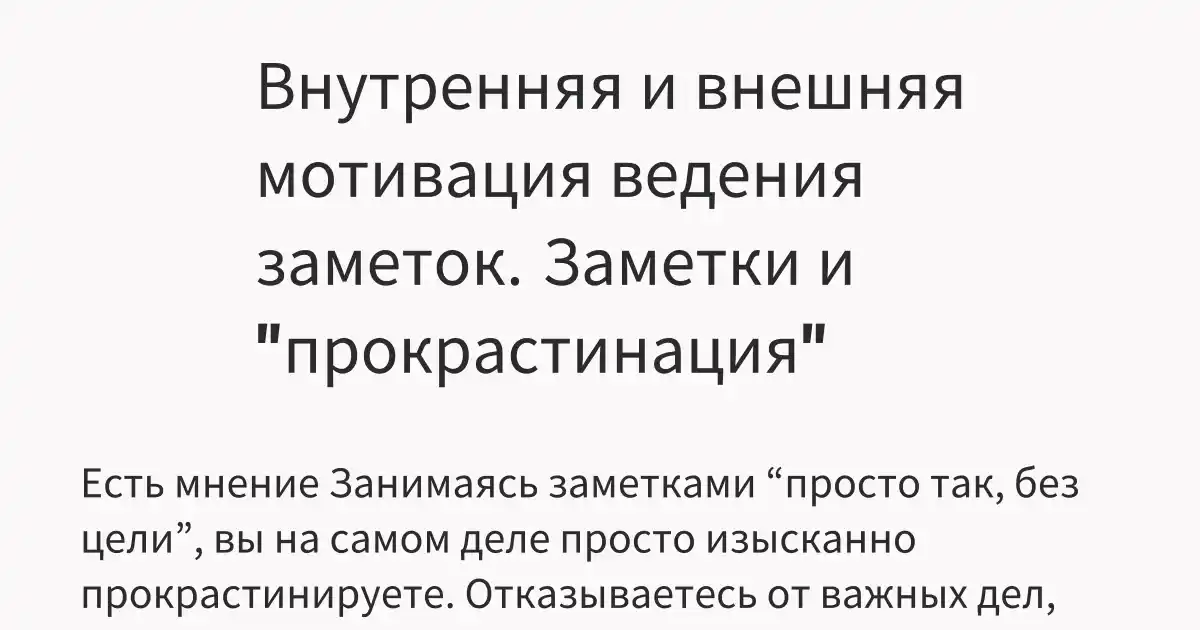 Внутренняя и внешняя
мотивация ведения
заметок. Заметки и
"прокрастинация"
Есть мнение Занимаясь заметками “просто так, без
цели”, вы на самом деле просто изысканно
прокрастинируете. Отказываетесь от важных дел,